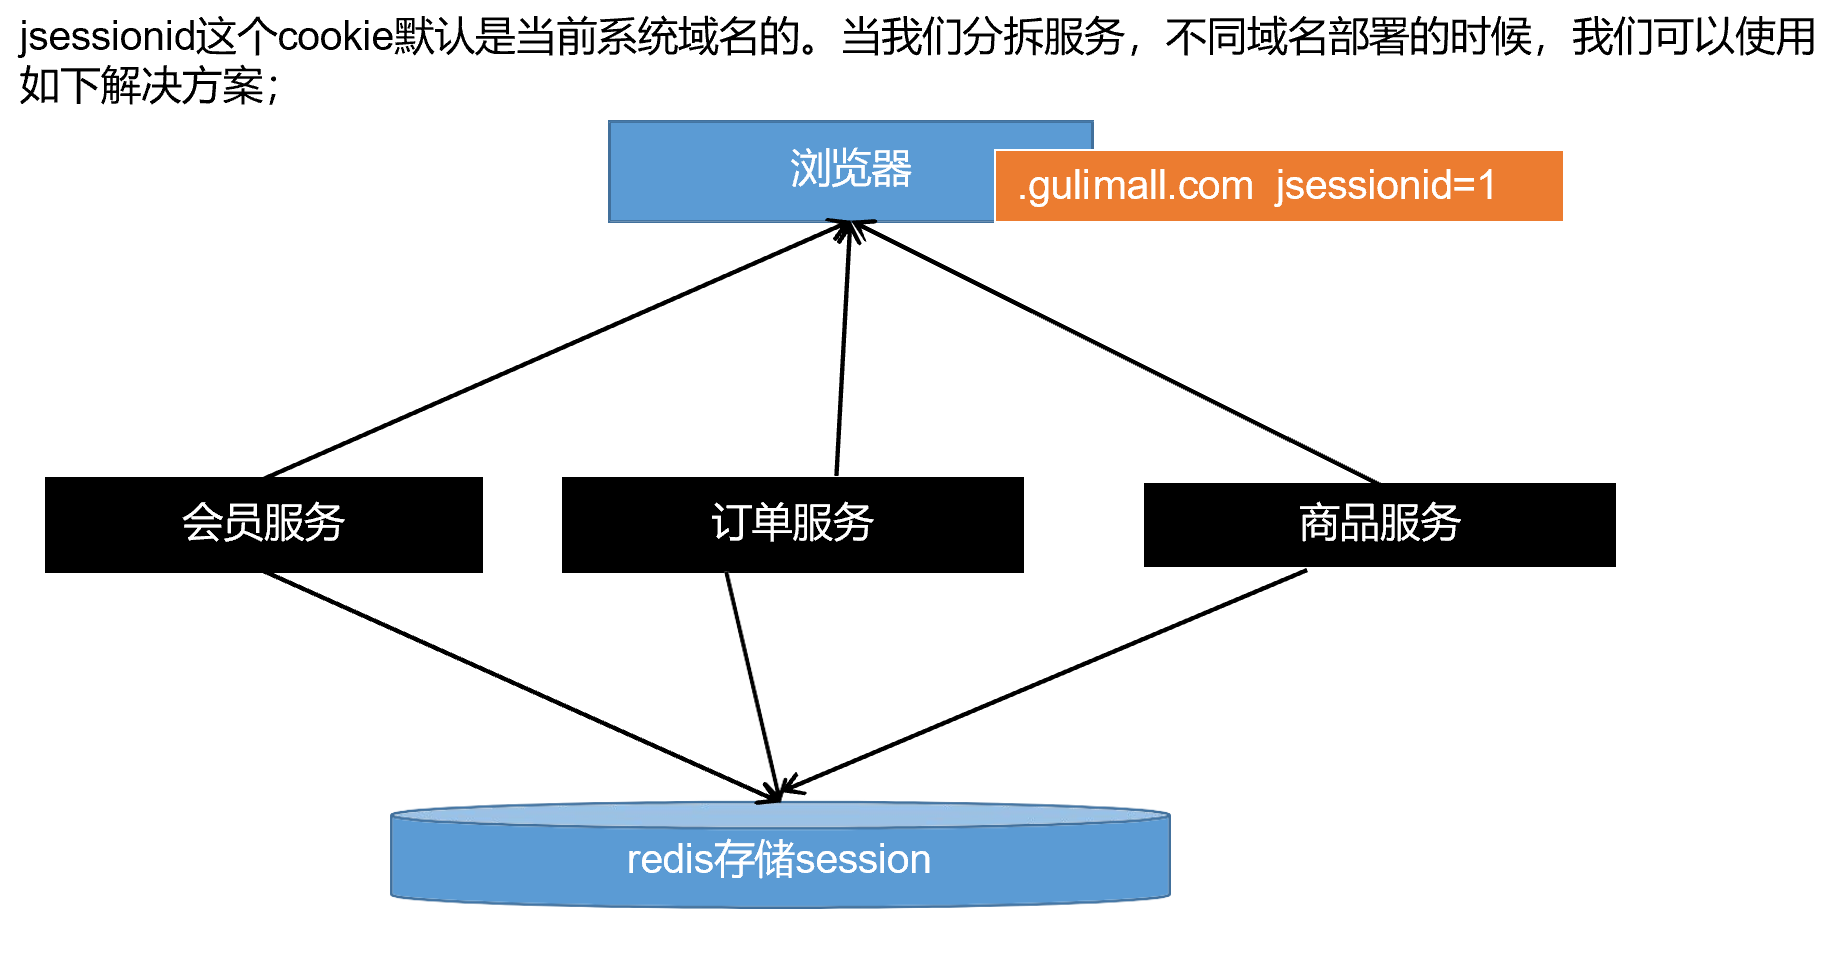 jsessionid这个cookie默认是当前系统域名的。当我们分拆服务，不同域名部署的时候，我们可以使用
如下解决方案；
浏览器
.gulimall.com jsessionid=1
会员服务
订单服务
商品服务
redis存储session